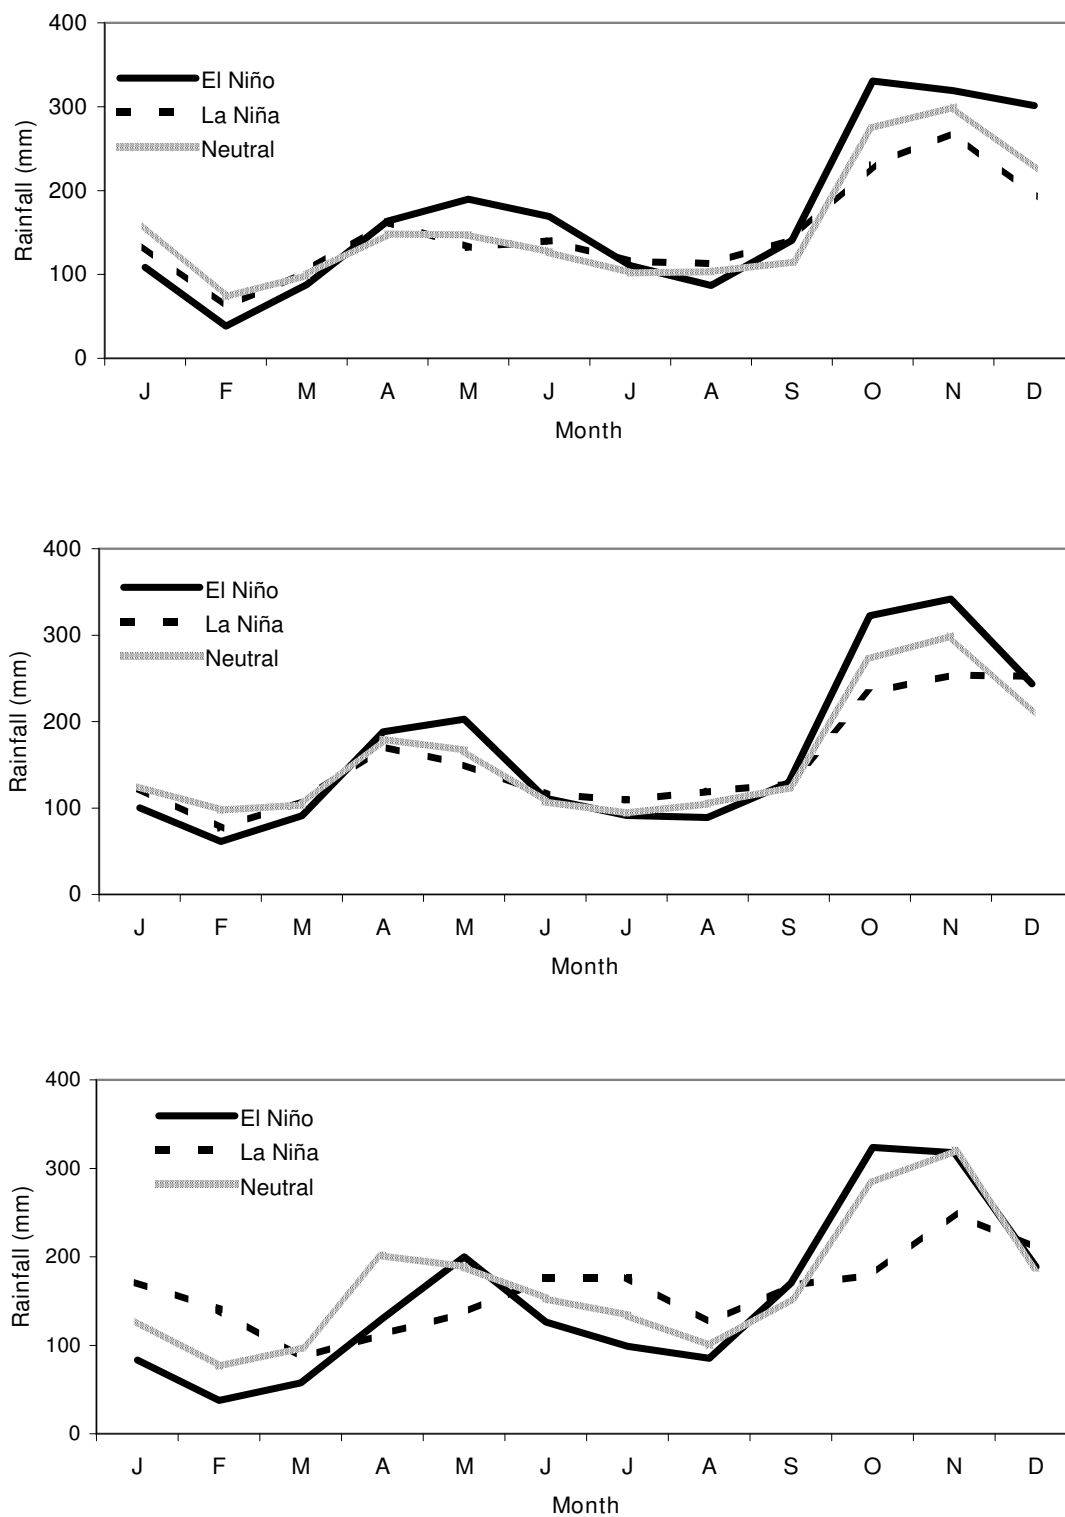 400
300
200
100
0
Rainfall (mm)
El Niño
La Niña
Neutral
J F M A M J J A S O N D
Month
400
300
200
100
0
Rainfall (mm)
El Niño
La Niña
Neutral
J F M A M J J A S O N D
Month
400
300
200
100
0
Rainfall (mm)
El Niño
La Niña
Neutral
J F M A M J J A S O N D
Month